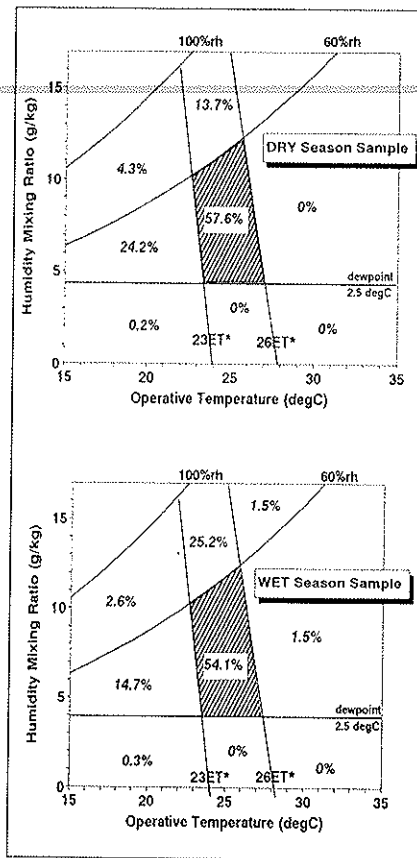 100%rh 60%rh
15
13.7%
DRY Season Sample
4.3%
10
0%
57.6%
24.2%
5
dewpoint
2.5 degC
0%
0.2%
23ET* 26ET*
0%
0
15 20 25 30 35
Operative Temperature (degC)
Humidity Mixing Ratio (g/kg)
100%rh 60%rh
1.5%
15
25.2%
WET Season Sample
2.6%
10
1.5%
54.1%
14.7%
5
dewpoint
2.5 degC
0%
0.3%
23ET* 26ET*
0%
0
15 20 25 30 35
Operative Temperature (degC)
Humidity Mixing Ratio (g/kg)